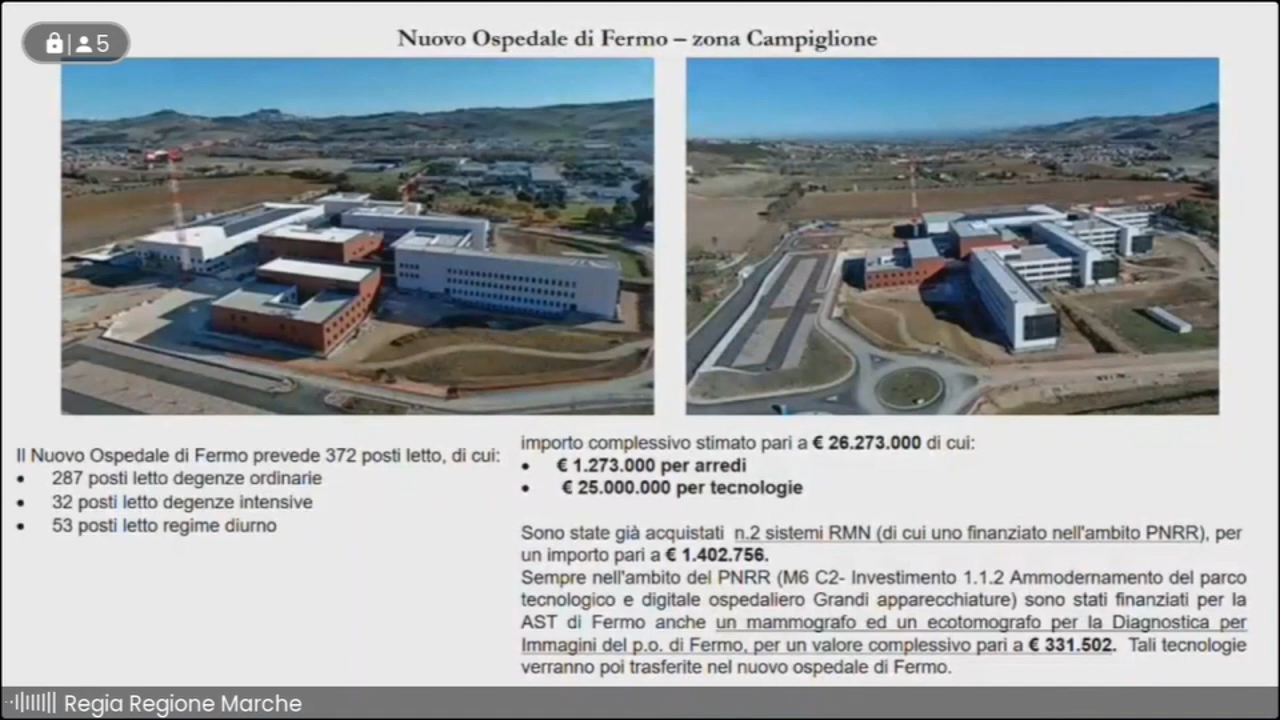 5
Nuovo Ospedale di Fermo – zona Campiglione
Il Nuovo Ospedale di Fermo prevede 372 posti letto, di cui:
• 287 posti letto degenze ordinarie
• 32 posti letto degenze intensive
• 53 posti letto regime diurno
importo complessivo stimato pari a € 26.273.000 di cui:
• € 1.273.000 per arredi
• € 25.000.000 per tecnologie
Sono state già acquistati n.2 sistemi RMN (di cui uno finanziato nell'ambito PNRR), per
un importo pari a € 1.402.756.
Sempre nell'ambito del PNRR (M6 C2- Investimento 1.1.2 Ammodernamento del parco
tecnologico e digitale ospedaliero Grandi apparecchiature) sono stati finanziati per la
AST di Fermo anche un mammografo ed un ecotomografo per la Diagnostica per
Immagini del p.o. di Fermo, per un valore complessivo pari a € 331.502. Tali tecnologie
verranno poi trasferite nel nuovo ospedale di Fermo.
Regia Regione Marche